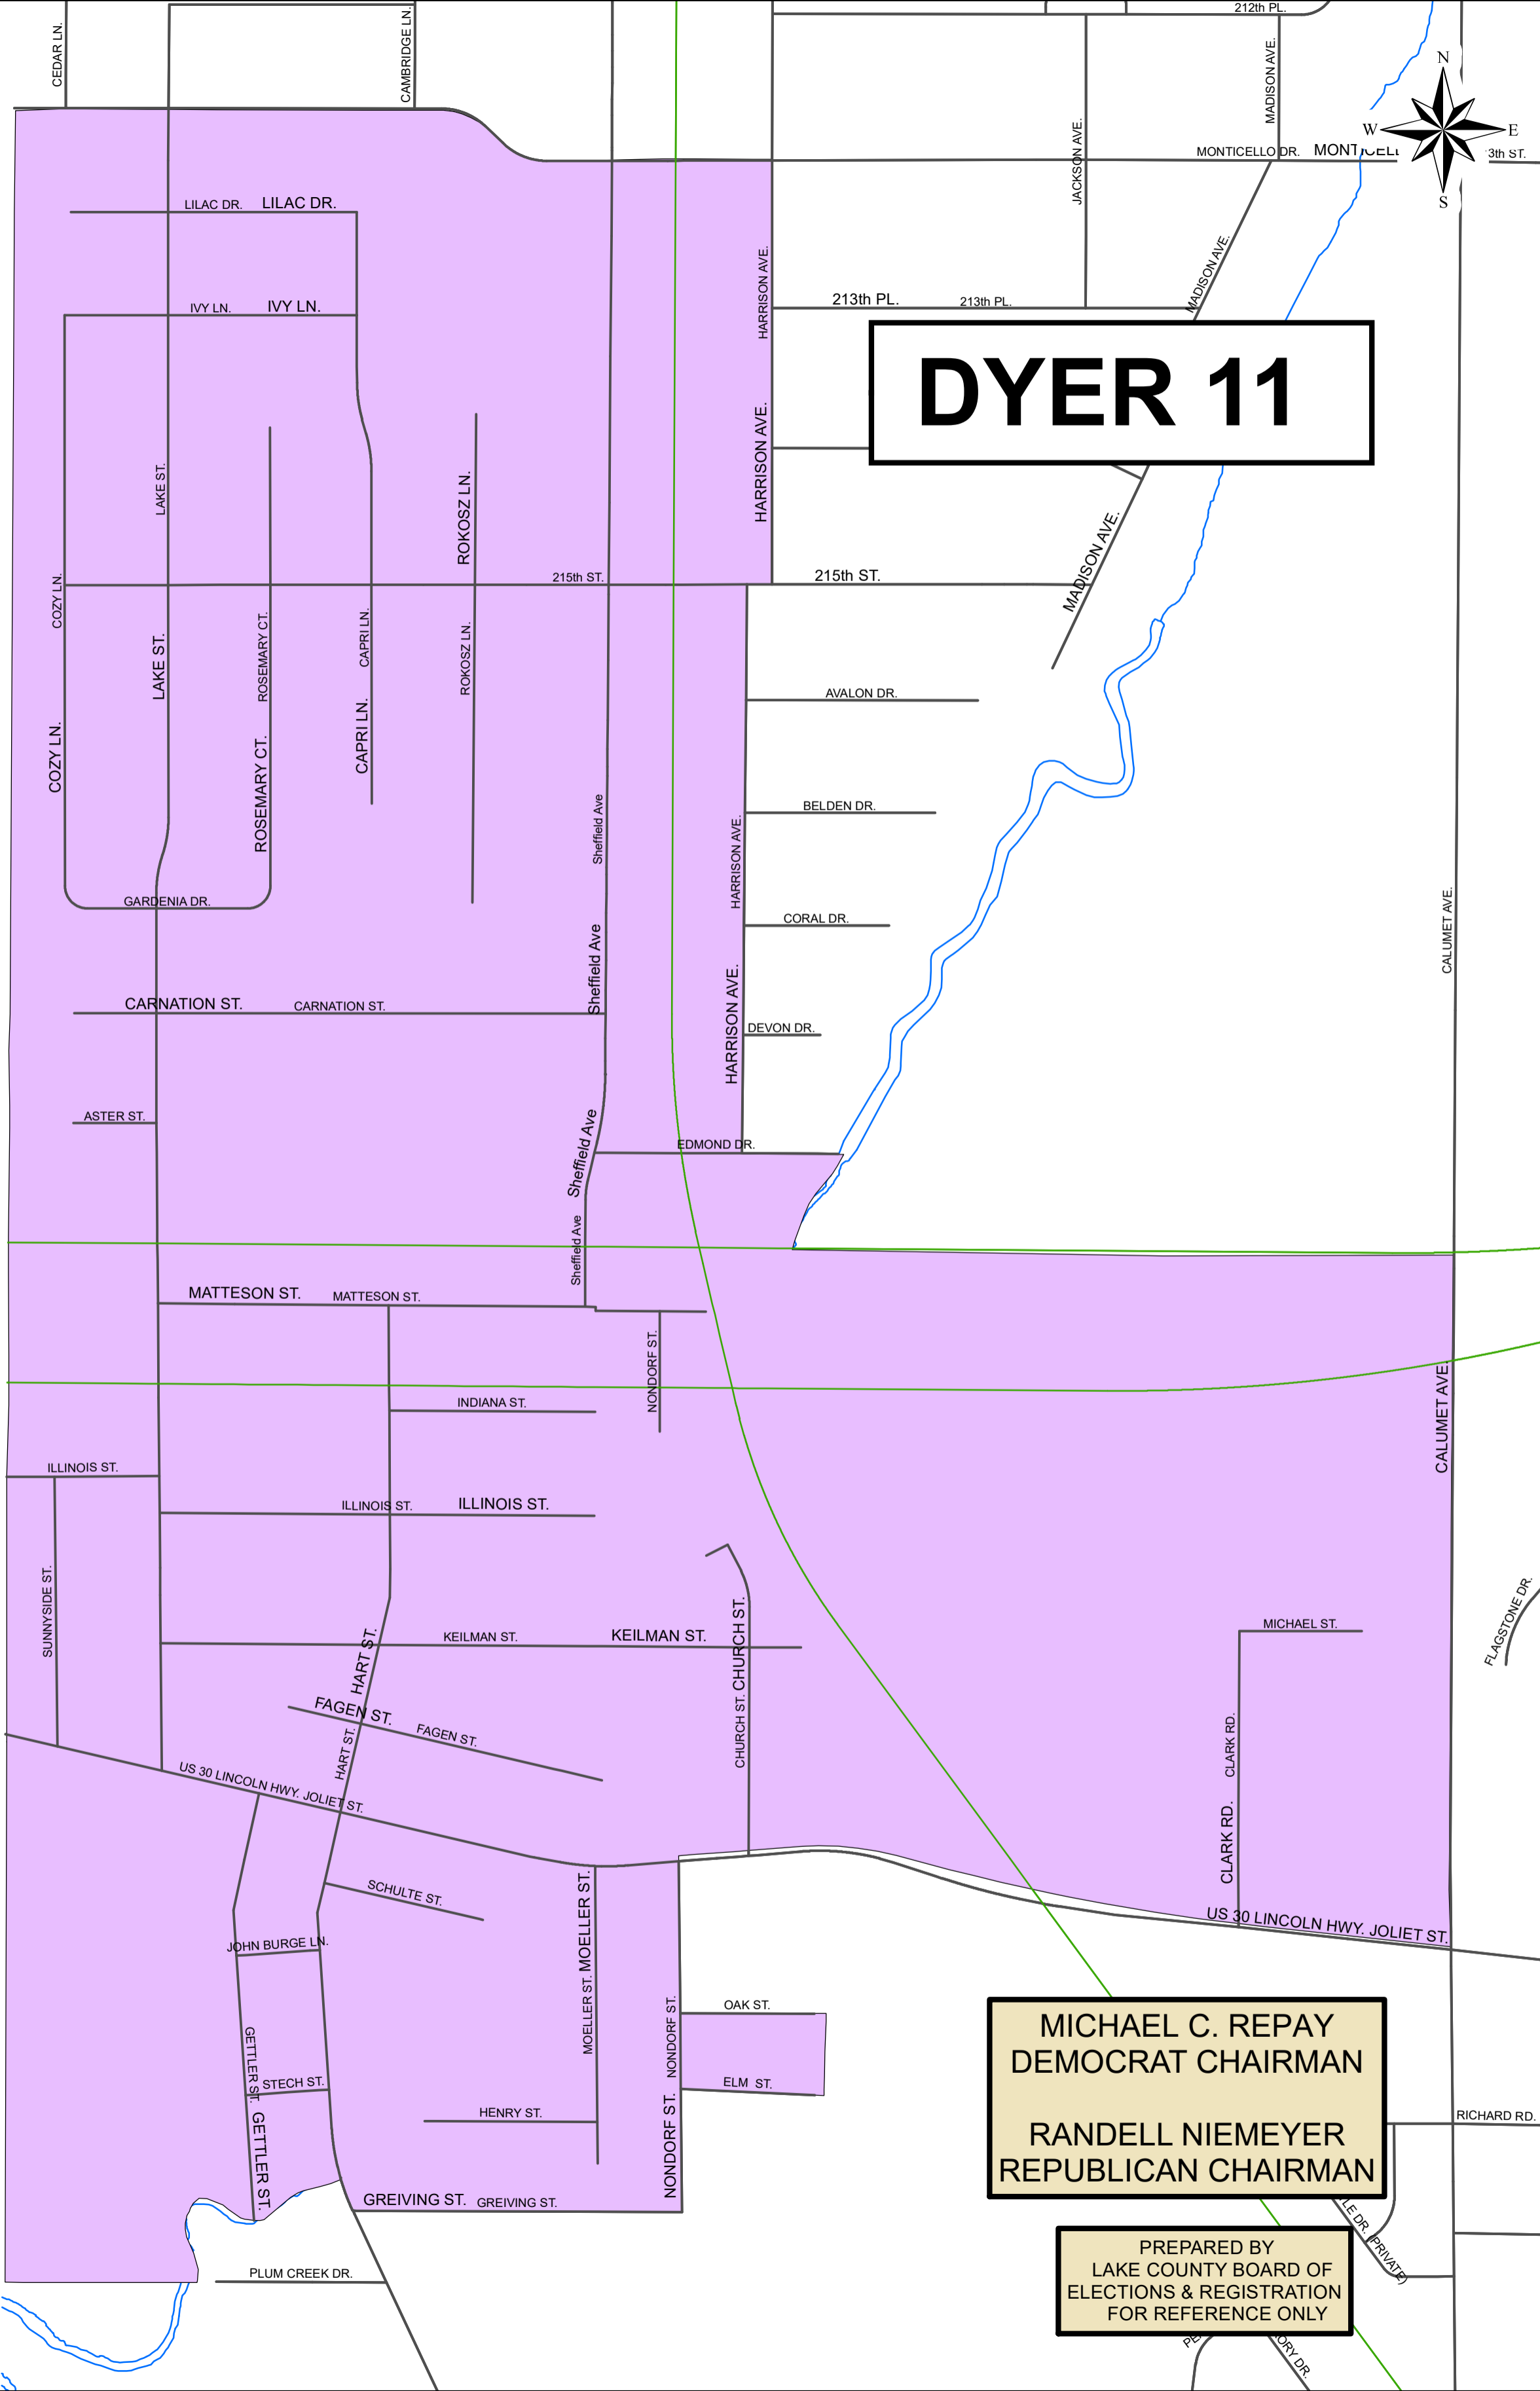 212th PL.
CEDAR LN.
CAMBRIDGE LN.
MADISON AVE.
N
W
E
S
JACKSON AVE.
MONTICELLO DR.
3th ST.
LILAC DR.
LILAC DR.
MADISON AVE.
HARRISON AVE.
IVY LN.
IVY LN.
213th PL.
213th PL.
DYER 11
HARRISON AVE.
LAKE ST.
ROKOSZ LN.
MADISON AVE.
215th ST.
215th ST.
COZY LN.
LAKE ST.
ROSEMARY CT.
CAPRI LN.
ROKOSZ LN.
AVALON DR.
COZY LN.
ROSEMARY CT.
CAPRI LN.
Sheffield Ave
BELDEN DR.
HARRISON AVE.
GARDENIA DR.
CORAL DR.
CALUMET AVE.
Sheffield Ave
CARNATION ST.
CARNATION ST.
HARRISON AVE.
DEVON DR.
ASTER ST.
Sheffield Ave
EDMOND DR.
Sheffield Ave
MATTESON ST.
MATTESON ST.
NONDORF ST.
INDIANA ST.
CALUMET AVE.
ILLINOIS ST.
ILLINOIS ST.
ILLINOIS ST.
SUNNYSIDE ST.
CHURCH ST.
MICHAEL ST.
FLAGSTONE DR.
KEILMAN ST.
KEILMAN ST.
HART ST.
FAGEN ST.
FAGEN ST.
CHURCH ST.
CLARK RD.
HART ST.
US 30 LINCOLN HWY. JOLIET ST.
CLARK RD.
SCHULTE ST.
MOELLER ST.
US 30 LINCOLN HWY. JOLIET ST.
JOHN BURGE LN.
MOELLER ST.
NONDORF ST.
OAK ST.
GETTLER ST.
STECH ST.
ELM ST.
HENRY ST.
NONDORF ST.
GETTLER ST.
GREIVING ST.
GREIVING ST.
MICHAEL C. REPAY
DEMOCRAT CHAIRMAN
RANDELL NIEMEYER
REPUBLICAN CHAIRMAN
RICHARD RD.
(PRIVATE)
PLUM CREEK DR.
PREPARED BY
LAKE COUNTY BOARD OF
ELECTIONS & REGISTRATION
FOR REFERENCE ONLY